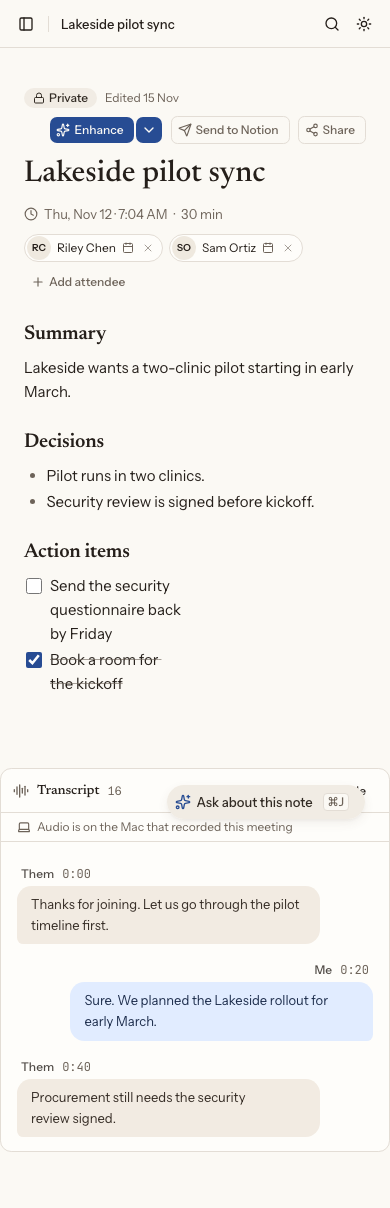 Lakeside pilot sync
Private Edited 15 Nov
Enhance Send to Notion Share
Lakeside pilot sync
Thu, Nov 12 · 7:04 AM · 30 min
RC Riley Chen SO Sam Ortiz
Add attendee
Summary
Lakeside wants a two-clinic pilot starting in early
March.
Decisions
Pilot runs in two clinics.
Security review is signed before kickoff.
Action items
Send the security
questionnaire back
by Friday
Book a room for
the kickoff
Transcript 16
Ask about this note ⌘J
Audio is on the Mac that recorded this meeting
Them 0:00
Thanks for joining. Let us go through the pilot
timeline first.
Me 0:20
Sure. We planned the Lakeside rollout for
early March.
Them 0:40
Procurement still needs the security
review signed.